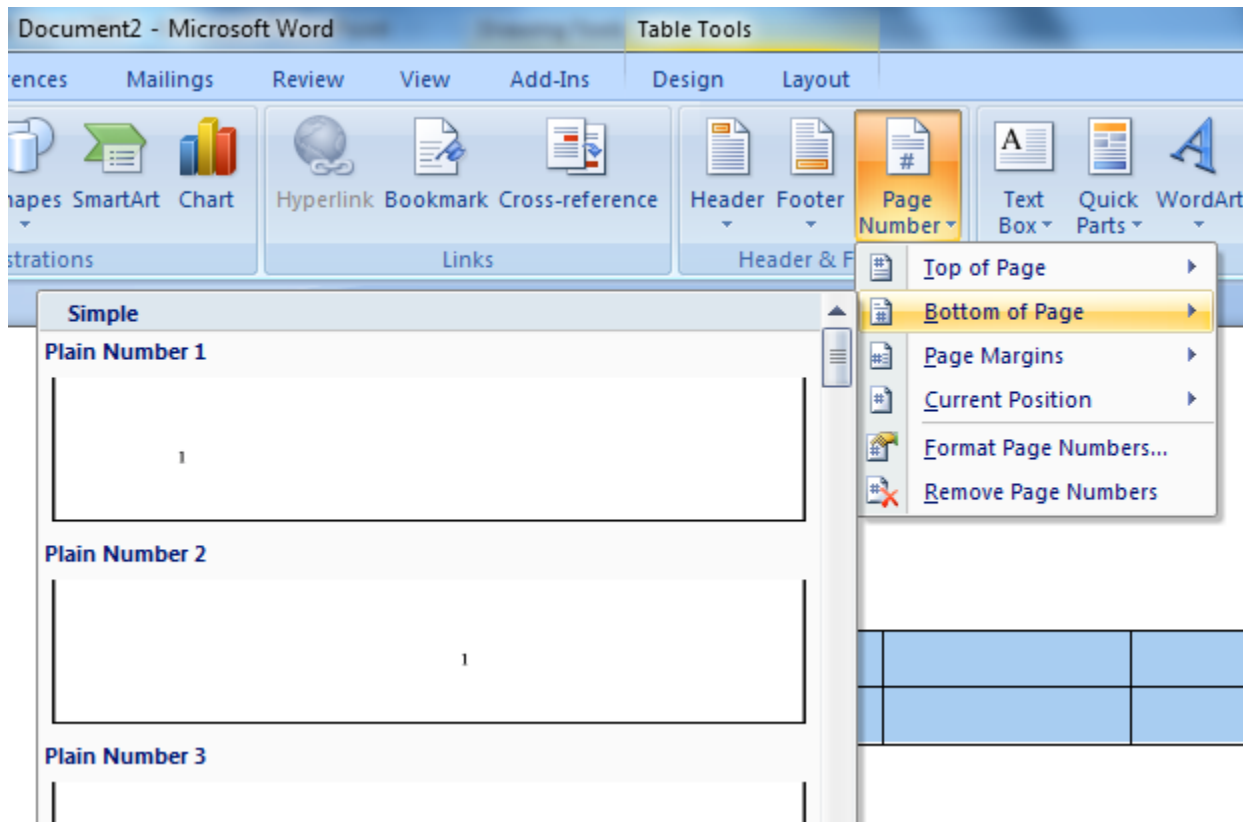 Document2 - Microsoft Word
Table Tools
Mailings Review View Add-Ins Design Layout
SmartArt Chart Hyperlink Bookmark Cross-reference Header Footer Page Number Text Box Quick Parts WordArt
Links Header & F
Top of Page
Bottom of Page
Page Margins
Current Position
Format Page Numbers...
Remove Page Numbers
Simple
Plain Number 1
1
Plain Number 2
1
Plain Number 3
# A